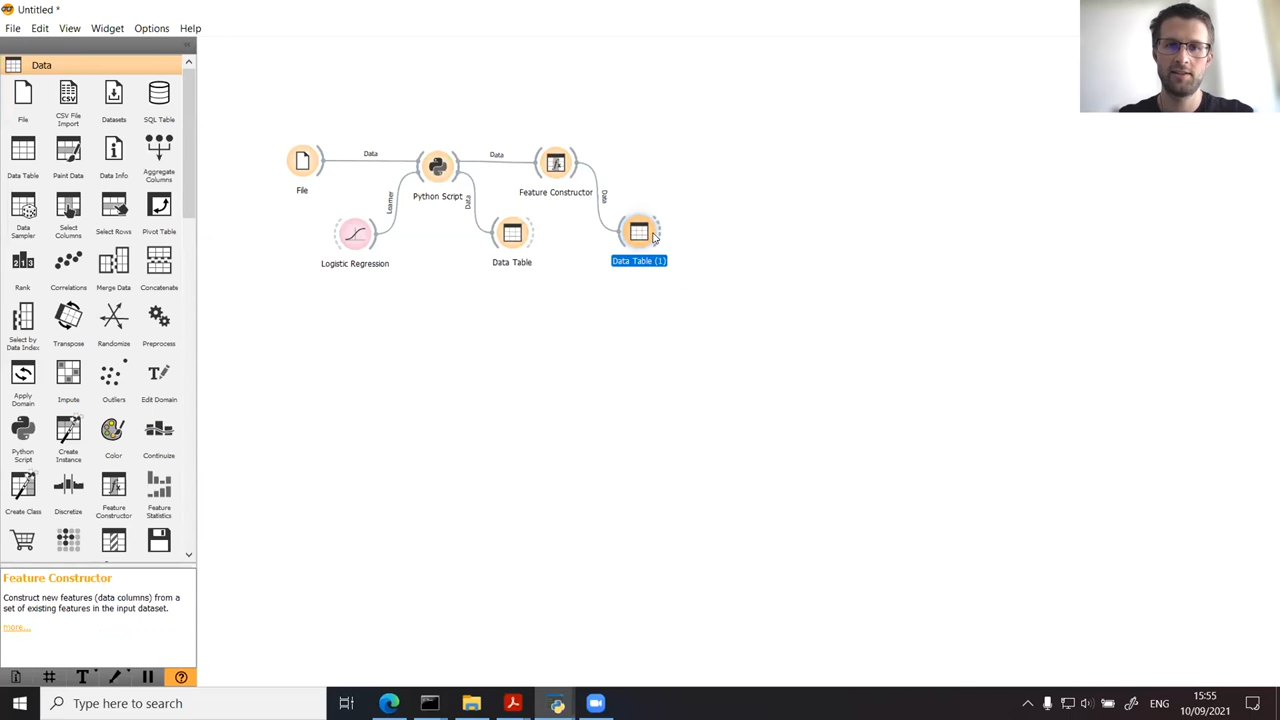 Untitled *
File Edit View Widget Options Help
Data
File
CSV File
Import
Datasets
SQL Table
Data Table
Paint Data
Data Info
Aggregate
Columns
Data
Sampler
Select
Columns
Select Rows
Pivot Table
Rank
Correlations
Merge Data
Concatenate
Select by
Data Index
Transpose
Randomize
Preprocess
Apply
Domain
Impute
Outliers
Edit Domain
Python
Script
Create
Instance
Color
Continuize
Create Class
Discretize
Feature
Constructor
Feature
Statistics
Feature Constructor
Construct new features (data columns) from a
set of existing features in the input dataset.
more...
File
Data
Python Script
Data
Feature Constructor
Learner
Data
Data
Logistic Regression
Data Table
Data Table (1)
Type here to search
ENG
15:55
10/09/2021